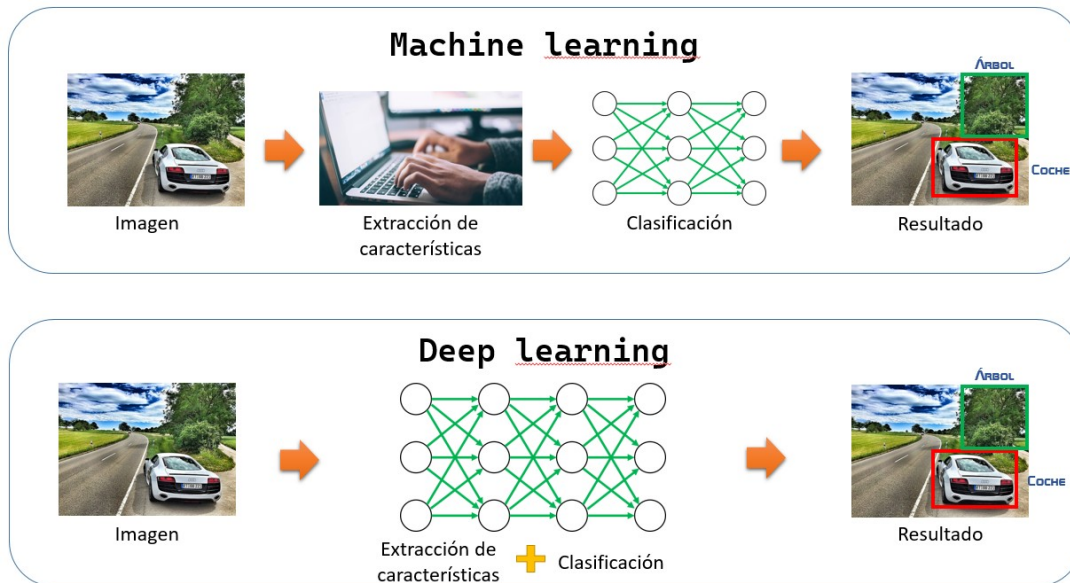 Machine learning
Árbol
Coche
Imagen
Extracción de
características
Clasificación
Resultado
Deep learning
Árbol
Coche
Imagen
Extracción de
características
Clasificación
Resultado